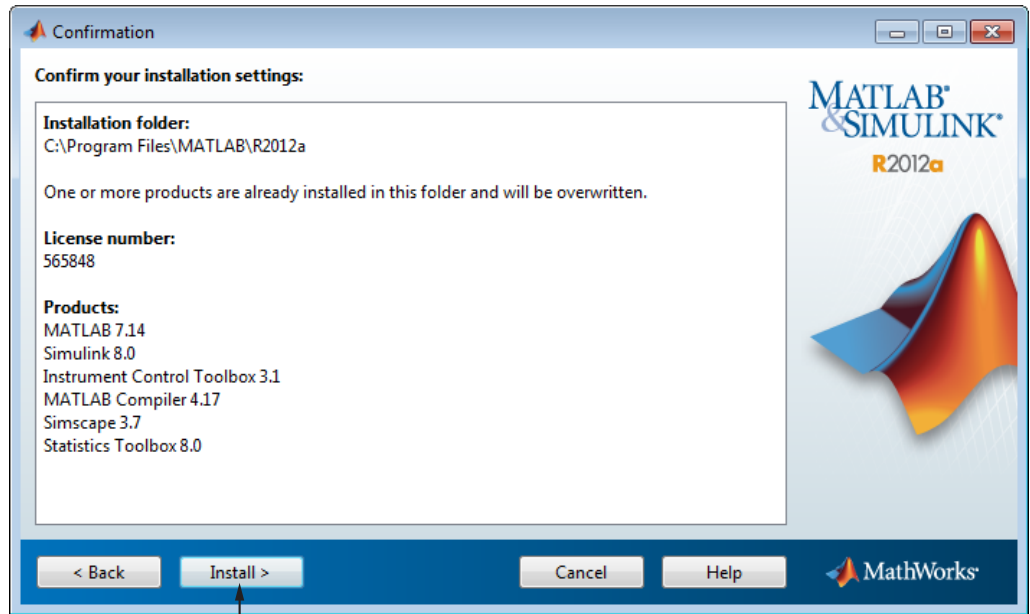 Confirmation
Confirm your installation settings:
MATLAB®
&SIMULINK®
R2012a
Installation folder:
C:\Program Files\MATLAB\R2012a
One or more products are already installed in this folder and will be overwritten.
License number:
565848
Products:
MATLAB 7.14
Simulink 8.0
Instrument Control Toolbox 3.1
MATLAB Compiler 4.17
Simscape 3.7
Statistics Toolbox 8.0
< Back
Install >
Cancel
Help
MathWorks®